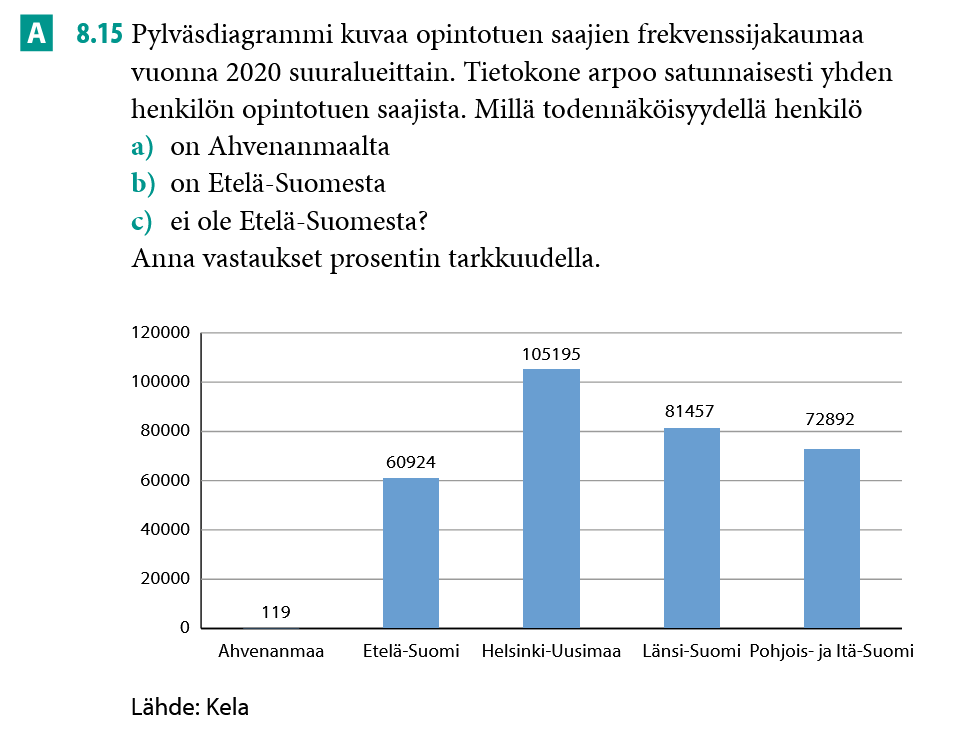 A 8.15 Pylväsdiagrammi kuvaa opintotuen saajien frekvenssijakaumaa
vuonna 2020 suuralueittain. Tietokone arpoo satunnaisesti yhden
henkilön opintotuen saajista. Millä todennäköisyydellä henkilö
a) on Ahvenanmaalta
b) on Etelä-Suomesta
c) ei ole Etelä-Suomesta?
Anna vastaukset prosentin tarkkuudella.
120000
105195
100000
81457
72892
80000
60924
60000
40000
20000
119
0
Ahvenanmaa Etelä-Suomi Helsinki-Uusimaa Länsi-Suomi Pohjois- ja Itä-Suomi
Lähde: Kela